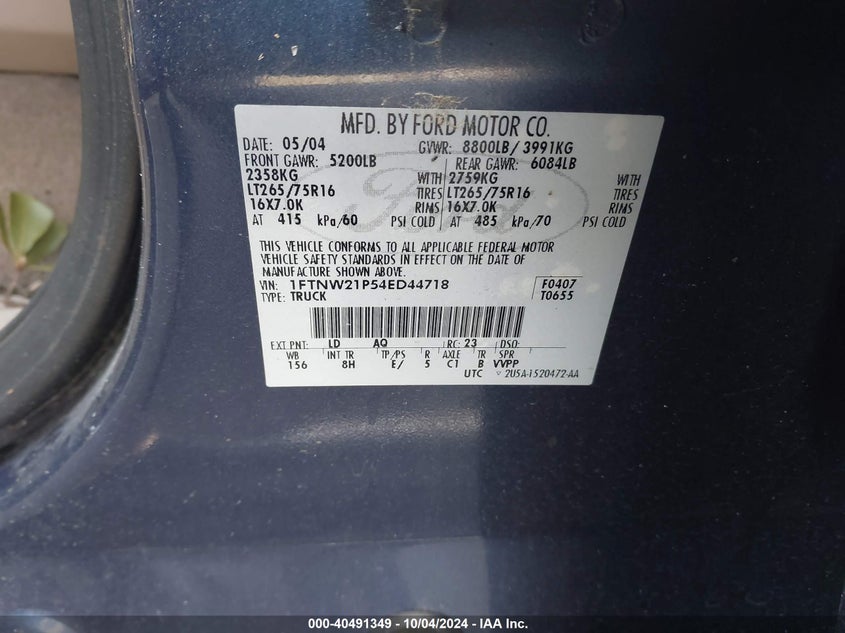 MFD. BY FORD MOTOR CO.
DATE: 05/04 GVWR: 8800LB/ 3991KG
FRONT GAWR: 5200LB REAR GAWR: 6084LB
2358KG WITH 2759KG WITH
LT265/75R16 TIRES LT265/75R16 TIRES
16X7.0K RIMS 16X7.0K RIMS
AT 415 kPa/60 PSI COLD AT 485 kPa/70 PSI COLD
THIS VEHICLE CONFORMS TO ALL APPLICABLE FEDERAL MOTOR
VEHICLE SAFETY STANDARDS IN EFFECT ON THE DATE OF
MANUFACTURE SHOWN ABOVE.
VIN: 1FTNW21P54ED44718 F0407
TYPE: TRUCK T0655
EXT PNT: LD AQ RC: 23 DSO:
WB INT TR TP/PS R AXLE TR SPR
156 8H E/ 5 C1 B VVPP
UTC 2U5A-1520472-AA
000-40491349 - 10/04/2024 - IAA Inc.